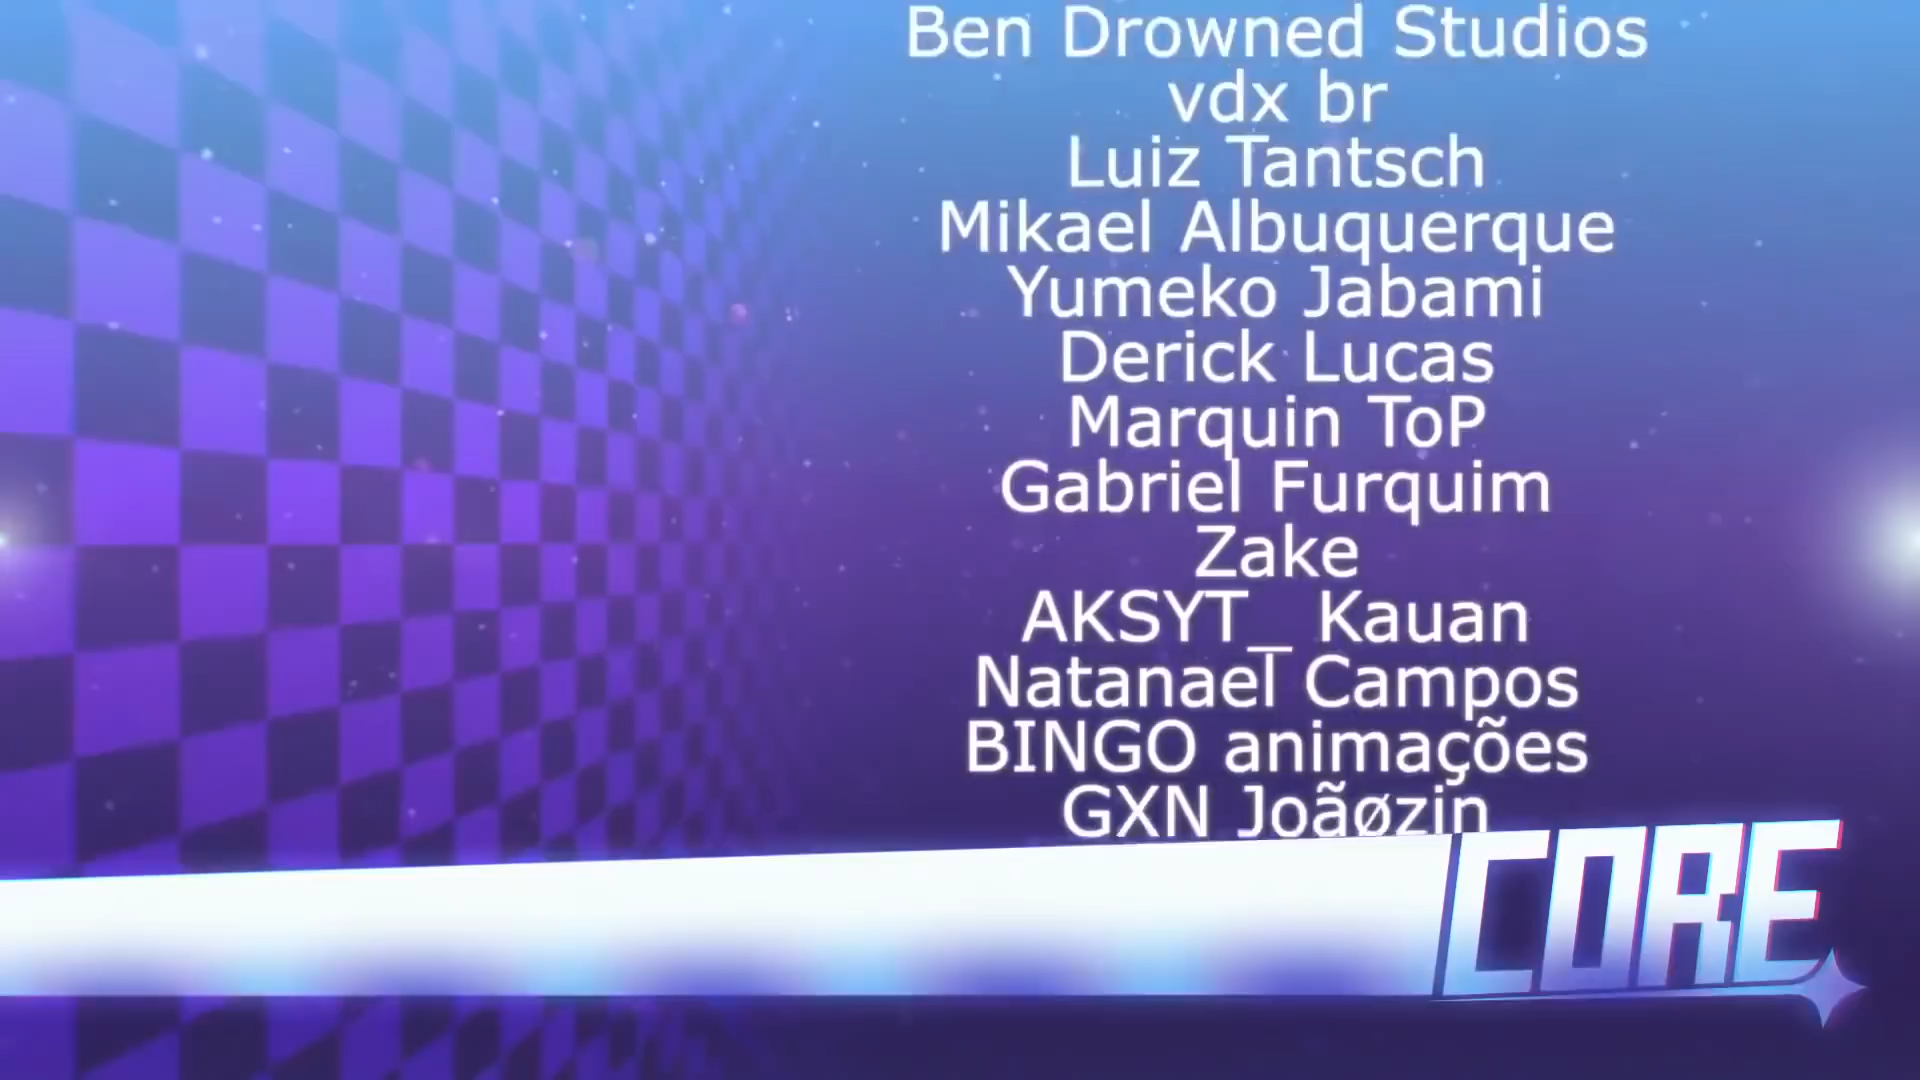 Ben Drowned Studios
vdx br
Luiz Tantsch
Mikael Albuquerque
Yumeko Jabami
Derick Lucas
Marquin ToP
Gabriel Furquim
Zake
AKSYT_ Kauan
Natanael Campos
BINGO animações
GXN Joãøzin
CORE